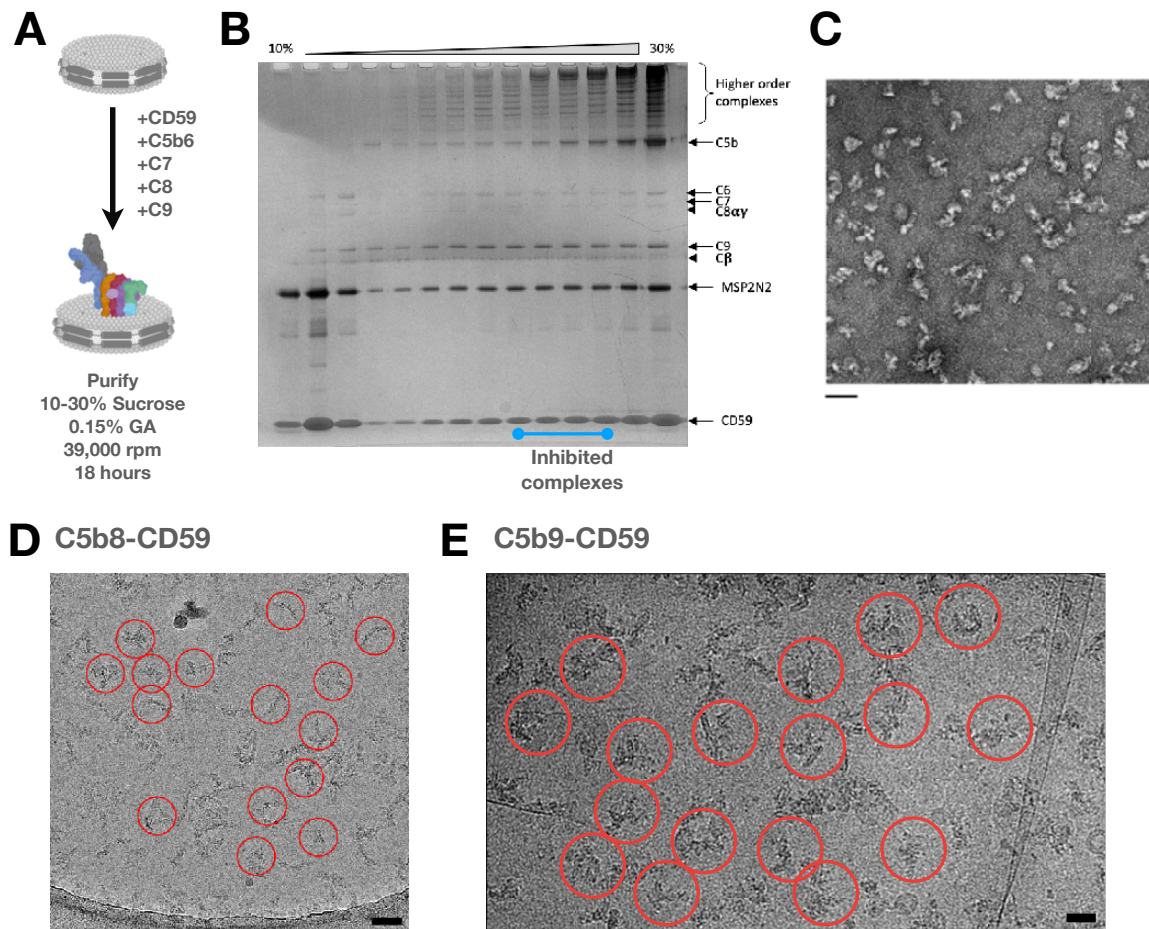 A
+CD59
+C5b6
+C7
+C8
+C9
Purify
10-30% Sucrose
0.15% GA
39,000 rpm
18 hours
B
10%
30%
Higher order
complexes
C5b
C6
C7
C8αγ
C9
Cβ
MSP2N2
CD59
Inhibited
complexes
C
D C5b8-CD59
E C5b9-CD59